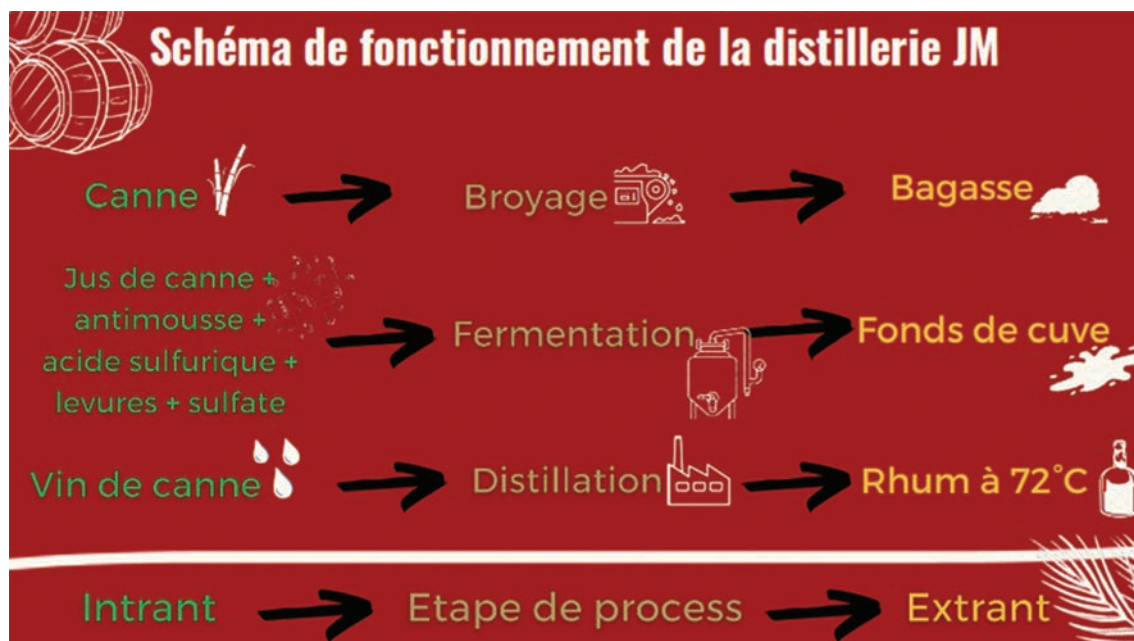 Schéma de fonctionnement de la distillerie JM
Canne
Broyage
Bagasse
Jus de canne +
antimousse +
acide sulfurique +
levures + sulfate
Fermentation
Fonds de cuve
Vin de canne
Distillation
Rhum à 72°C
Intrant
Etape de process
Extrant